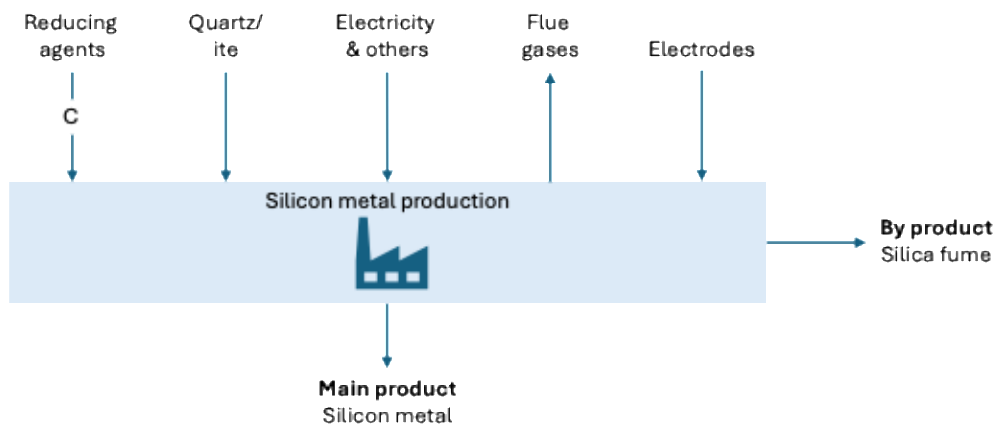 Reducing
agents
Quartz/
ite
Electricity
& others
Flue
gases
Electrodes
C
Silicon metal production
By product
Silica fume
Main product
Silicon metal